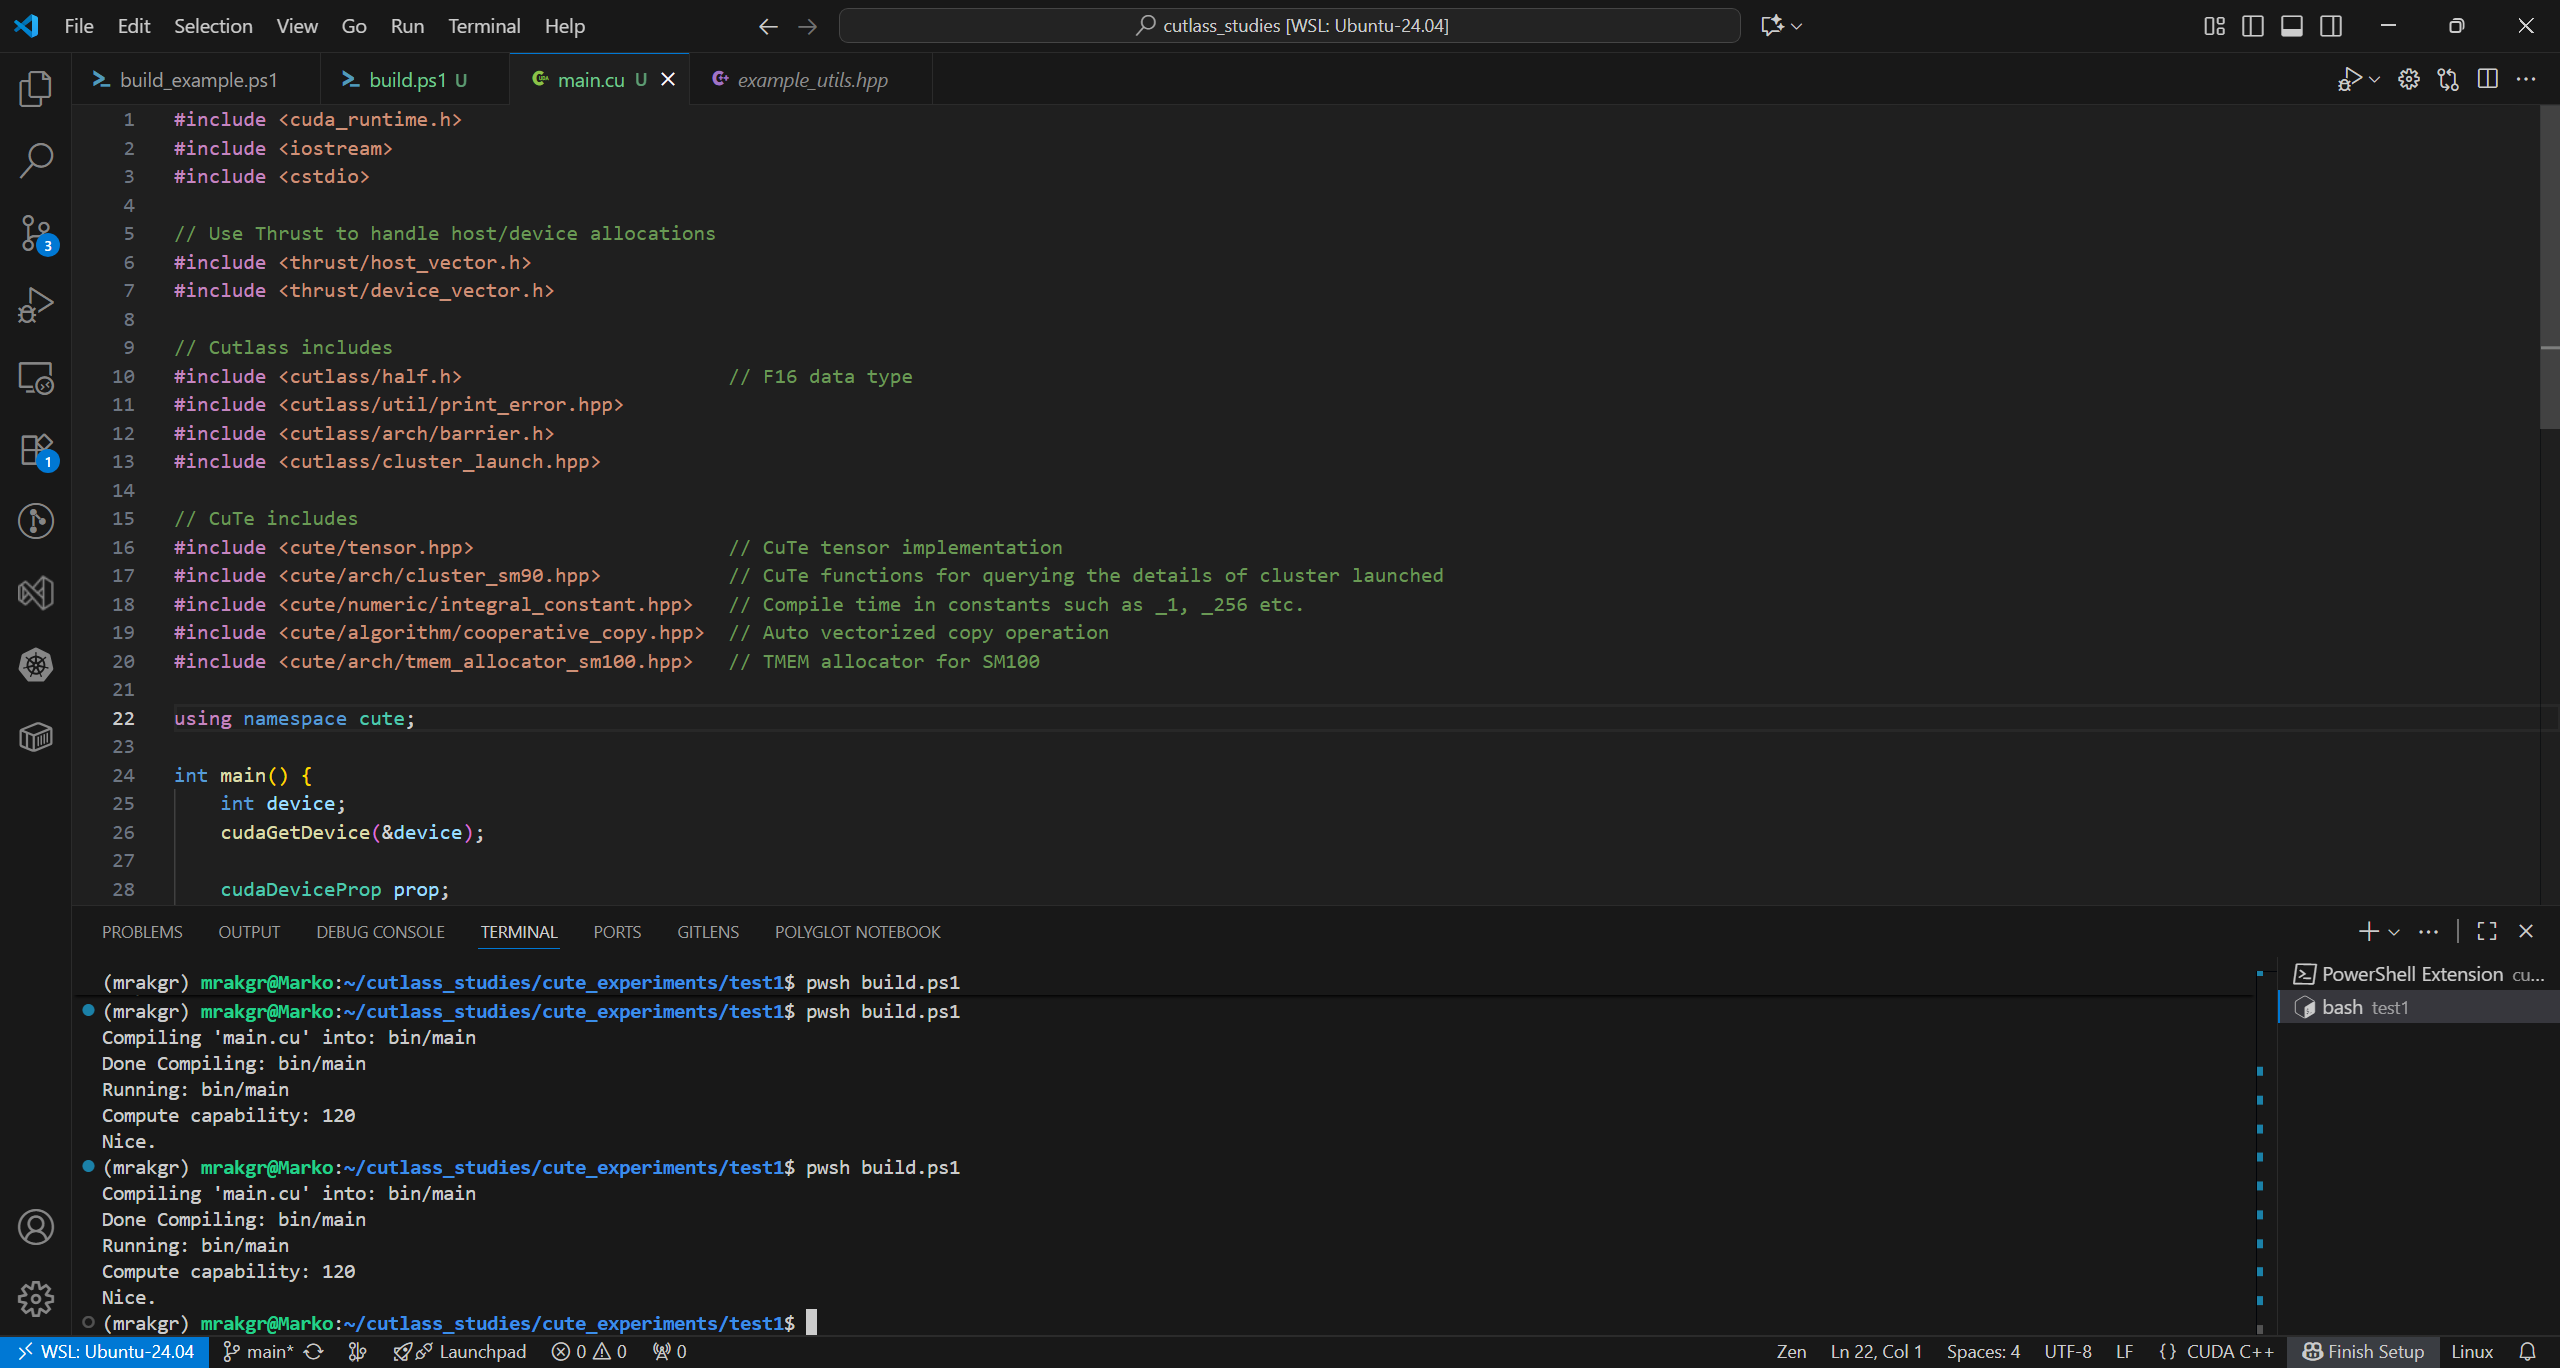 File Edit Selection View Go Run Terminal Help
cutlass_studies [WSL: Ubuntu-24.04]
build_example.ps1
build.ps1 U
main.cu U
example_utils.hpp
1 #include <cuda_runtime.h>
2 #include <iostream>
3 #include <cstdio>
4
5 // Use Thrust to handle host/device allocations
6 #include <thrust/host_vector.h>
7 #include <thrust/device_vector.h>
8
9 // Cutlass includes
10 #include <cutlass/half.h> // F16 data type
11 #include <cutlass/util/print_error.hpp>
12 #include <cutlass/arch/barrier.h>
13 #include <cutlass/cluster_launch.hpp>
14
15 // CuTe includes
16 #include <cute/tensor.hpp> // CuTe tensor implementation
17 #include <cute/arch/cluster_sm90.hpp> // CuTe functions for querying the details of cluster launched
18 #include <cute/numeric/integral_constant.hpp> // Compile time in constants such as _1, _256 etc.
19 #include <cute/algorithm/cooperative_copy.hpp> // Auto vectorized copy operation
20 #include <cute/arch/tmem_allocator_sm100.hpp> // TMEM allocator for SM100
21
22 using namespace cute;
23
24 int main() {
25 int device;
26 cudaGetDevice(&device);
27
28 cudaDeviceProp prop;
3
1
PROBLEMS OUTPUT DEBUG CONSOLE TERMINAL PORTS GITLENS POLYGLOT NOTEBOOK
(mrakgr) mrakgr@Marko:~/cutlass_studies/cute_experiments/test1$ pwsh build.ps1
(mrakgr) mrakgr@Marko:~/cutlass_studies/cute_experiments/test1$ pwsh build.ps1
Compiling 'main.cu' into: bin/main
Done Compiling: bin/main
Running: bin/main
Compute capability: 120
Nice.
(mrakgr) mrakgr@Marko:~/cutlass_studies/cute_experiments/test1$ pwsh build.ps1
Compiling 'main.cu' into: bin/main
Done Compiling: bin/main
Running: bin/main
Compute capability: 120
Nice.
(mrakgr) mrakgr@Marko:~/cutlass_studies/cute_experiments/test1$
PowerShell Extension cu...
bash test1
WSL: Ubuntu-24.04 main* Launchpad 0 0 0 Zen Ln 22, Col 1 Spaces: 4 UTF-8 LF {} CUDA C++ Finish Setup Linux